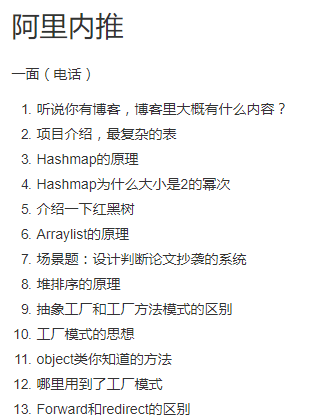 阿里内推
一面（电话）
1. 听说你有博客，博客里大概有什么内容？
2. 项目介绍，最复杂的表
3. Hashmap的原理
4. Hashmap为什么大小是2的幂次
5. 介绍一下红黑树
6. Arraylist的原理
7. 场景题：设计判断论文抄袭的系统
8. 堆排序的原理
9. 抽象工厂和工厂方法模式的区别
10. 工厂模式的思想
11. object类你知道的方法
12. 哪里用到了工厂模式
13. Forward和redirect的区别